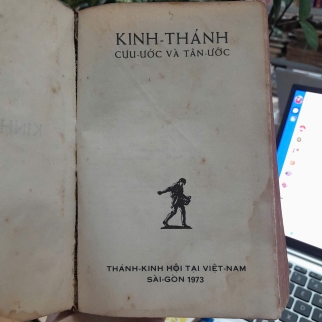 KINH-THÁNH
CỰU-ƯỚC VÀ TÂN-ƯỚC
THÁNH-KINH HỘI TẠI VIỆT-NAM
SÀI-GÒN 1973